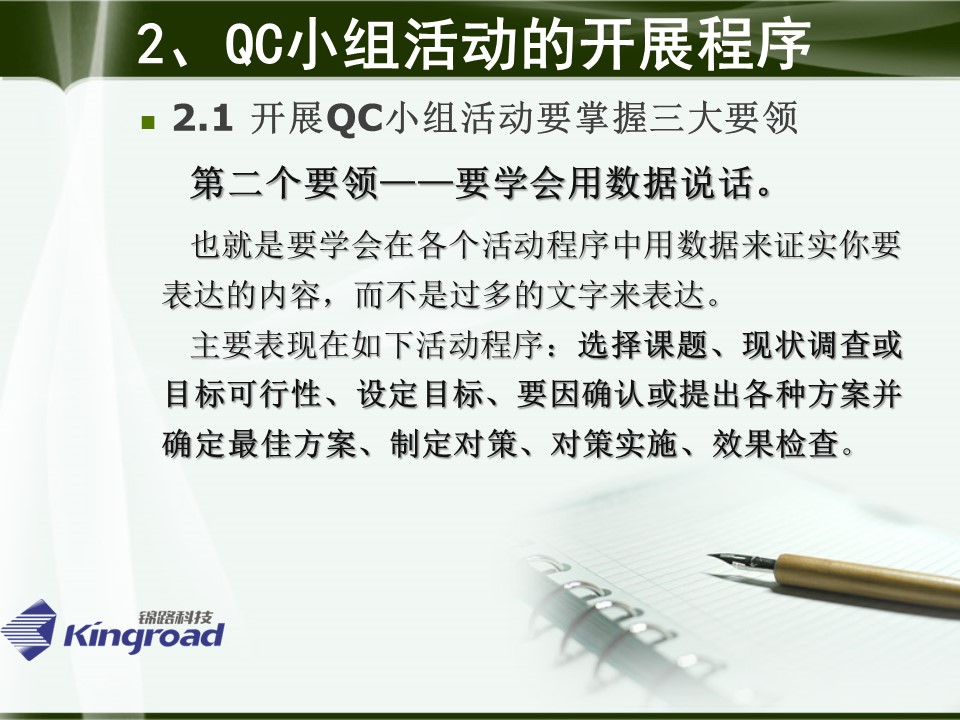 2、QC小组活动的开展程序
2.1 开展QC小组活动要掌握三大要领
第二个要领——要学会用数据说话。
也就是要学会在各个活动程序中用数据来证实你要
表达的内容，而不是过多的文字来表达。
主要表现在如下活动程序：选择课题、现状调查或
目标可行性、设定目标、要因确认或提出各种方案并
确定最佳方案、制定对策、对策实施、效果检查。
锦路科技
Kingroad